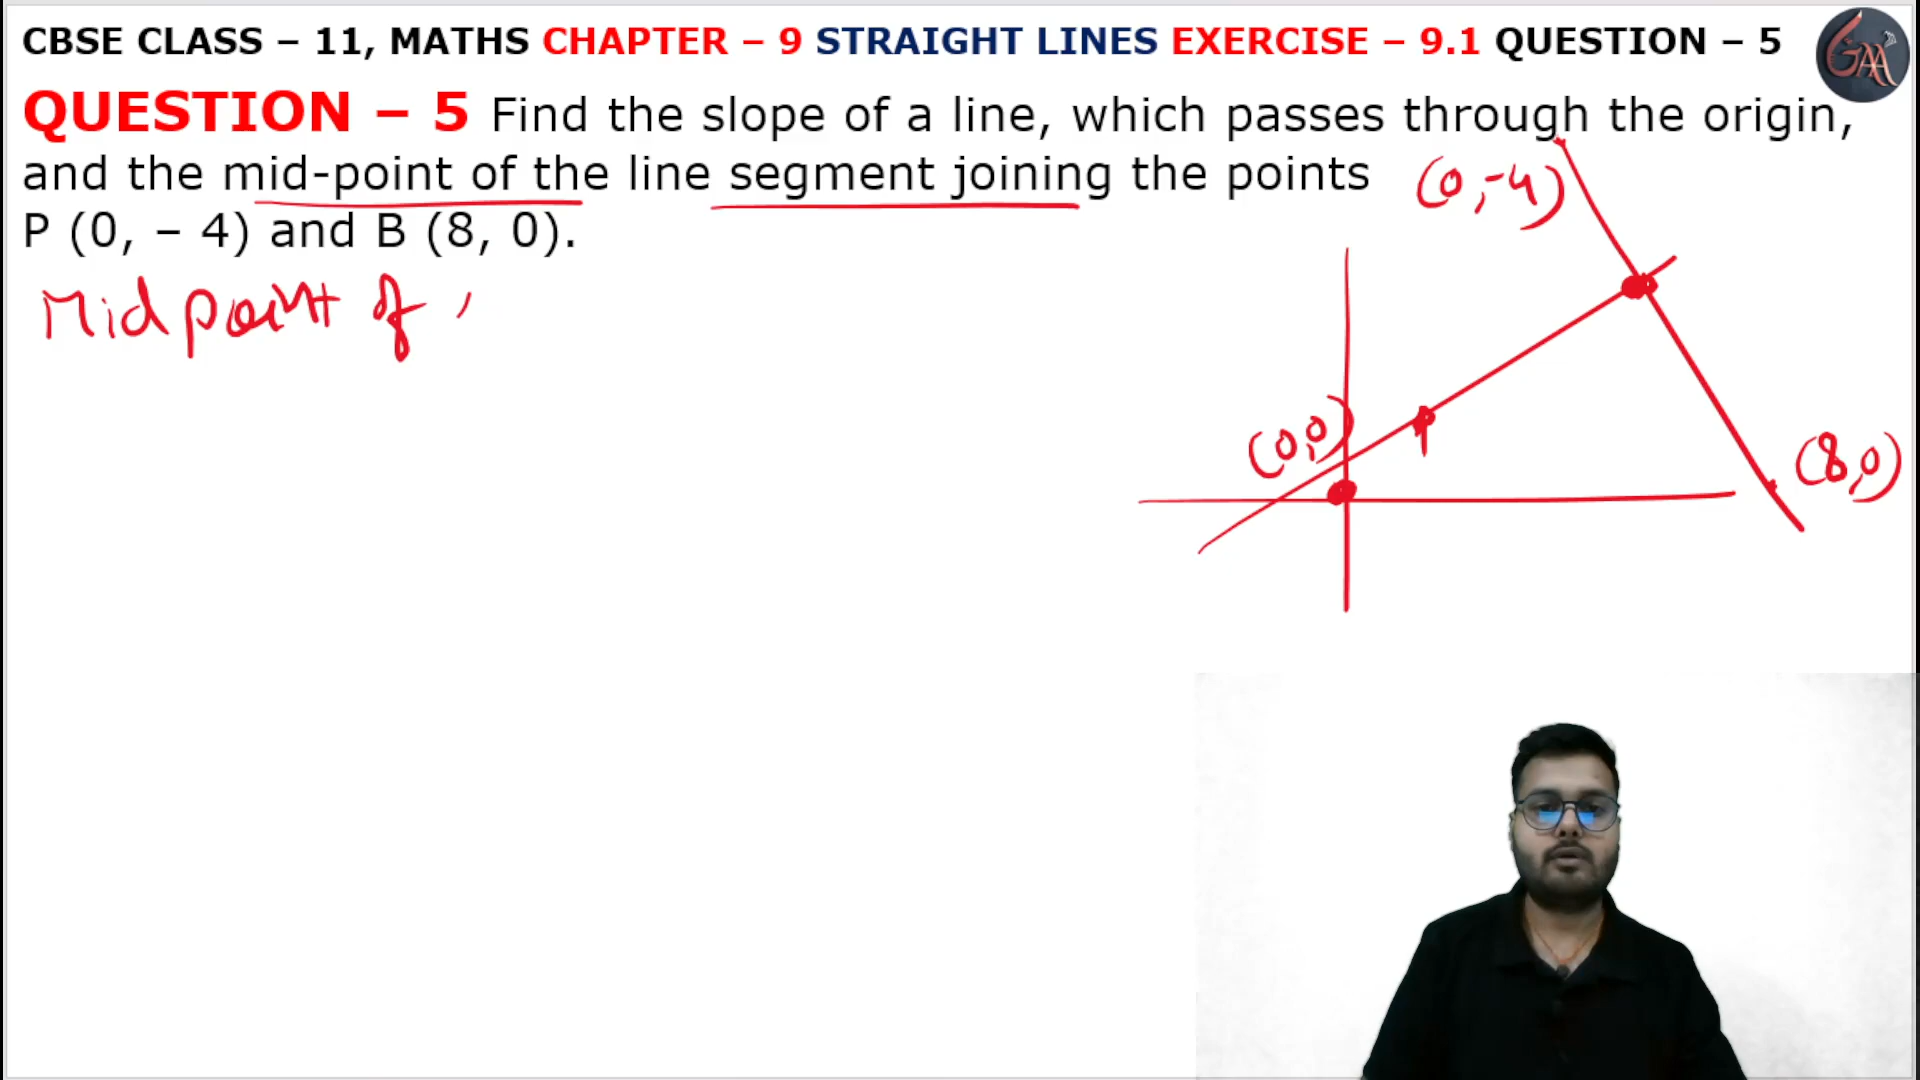 CBSE CLASS – 11, MATHS CHAPTER – 9 STRAIGHT LINES EXERCISE – 9.1 QUESTION – 5
QUESTION – 5 Find the slope of a line, which passes through the origin,
and the mid-point of the line segment joining the points
P (0, – 4) and B (8, 0).
(0,-4)
Midpoint of
(0,0)
(8,0)